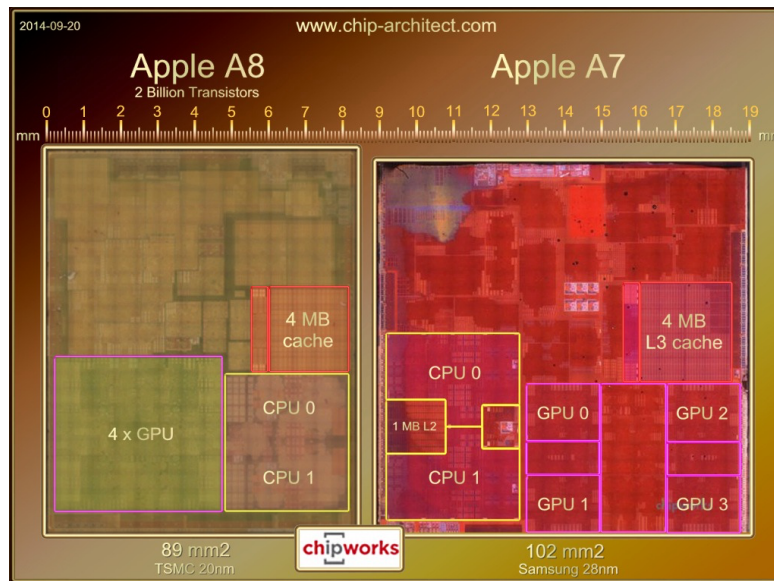 2014-09-20
www.chip-architect.com
Apple A8
Apple A7
2 Billion Transistors
0 1 2 3 4 5 6 7 8 9 10 11 12 13 14 15 16 17 18 19
mm
4 MB
cache
4 x GPU
CPU 0
CPU 1
4 MB
L3 cache
CPU 0
1 MB L2
CPU 1
GPU 0
GPU 2
GPU 1
GPU 3
89 mm2
TSMC 20nm
chipworks
102 mm2
Samsung 28nm